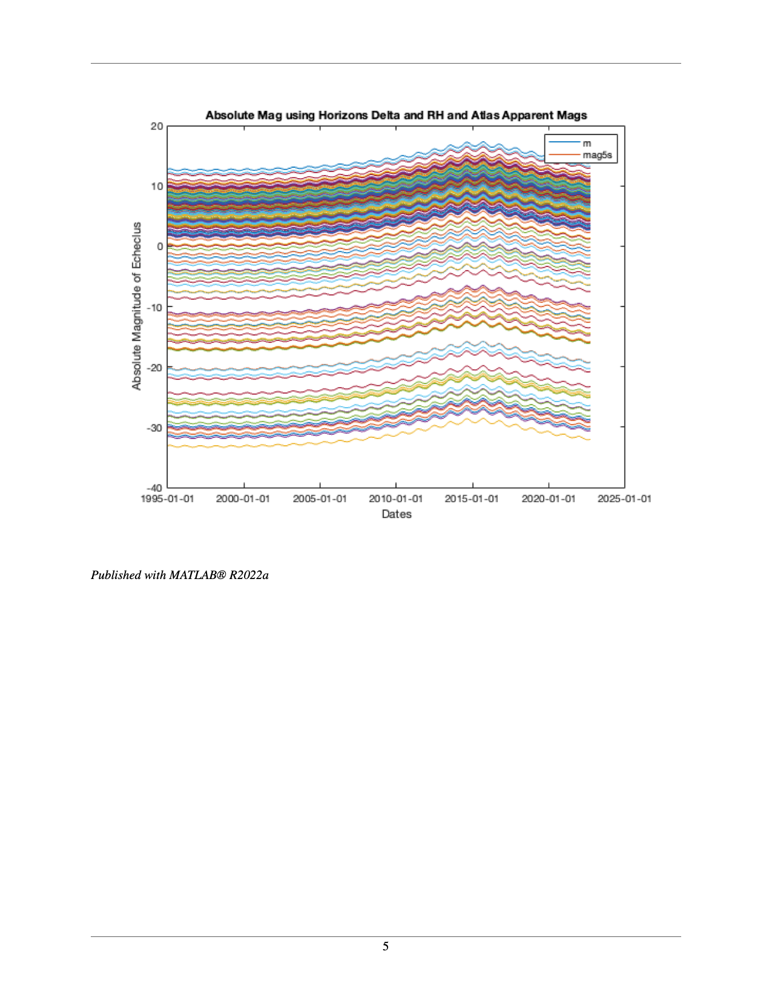 Absolute Mag using Horizons Delta and RH and Atlas Apparent Mags
20
10
0
-10
-20
-30
-40
Absolute Magnitude of Echeclus
m
mag5s
1995-01-01 2000-01-01 2005-01-01 2010-01-01 2015-01-01 2020-01-01 2025-01-01
Dates
Published with MATLAB® R2022a
5